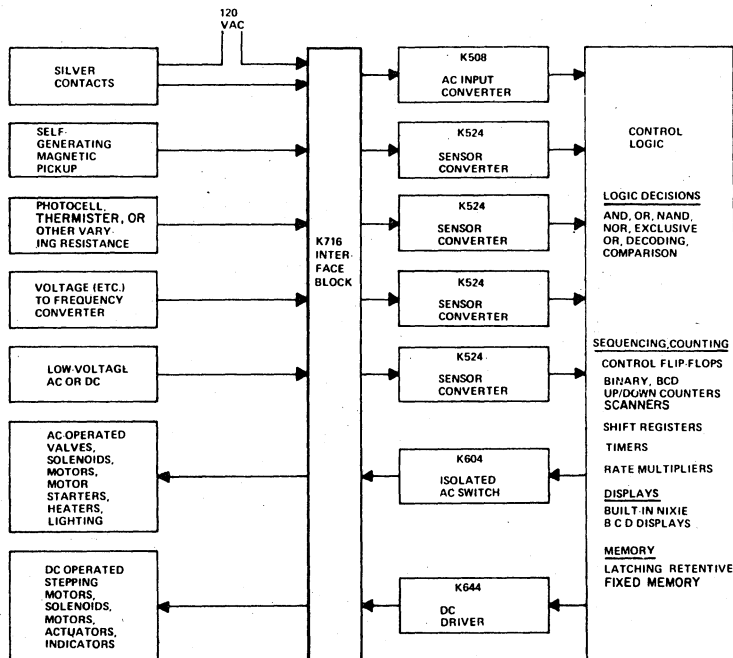 120
VAC
SILVER
CONTACTS
SELF-
GENERATING
MAGNETIC
PICKUP
PHOTOCELL,
THERMISTER, OR
OTHER VARY-
ING RESISTANCE
VOLTAGE (ETC.)
TO FREQUENCY
CONVERTER
LOW-VOLTAGE
AC OR DC
AC-OPERATED
VALVES,
SOLENOIDS,
MOTORS,
MOTOR
STARTERS,
HEATERS,
LIGHTING
DC OPERATED
STEPPING
MOTORS,
SOLENOIDS,
MOTORS,
ACTUATORS,
INDICATORS
K716
INTER-
FACE
BLOCK
K508
AC INPUT
CONVERTER
K524
SENSOR
CONVERTER
K524
SENSOR
CONVERTER
K524
SENSOR
CONVERTER
K524
SENSOR
CONVERTER
K604
ISOLATED
AC SWITCH
K644
DC
DRIVER
CONTROL
LOGIC
LOGIC DECISIONS
AND, OR, NAND,
NOR, EXCLUSIVE
OR, DECODING,
COMPARISON
SEQUENCING,COUNTING
CONTROL FLIP-FLOPS
BINARY, BCD
UP/DOWN COUNTERS
SCANNERS
SHIFT REGISTERS
TIMERS
RATE MULTIPLIERS
DISPLAYS
BUILT-IN NIXIE
B C D DISPLAYS
MEMORY
LATCHING RETENTIVE
FIXED MEMORY